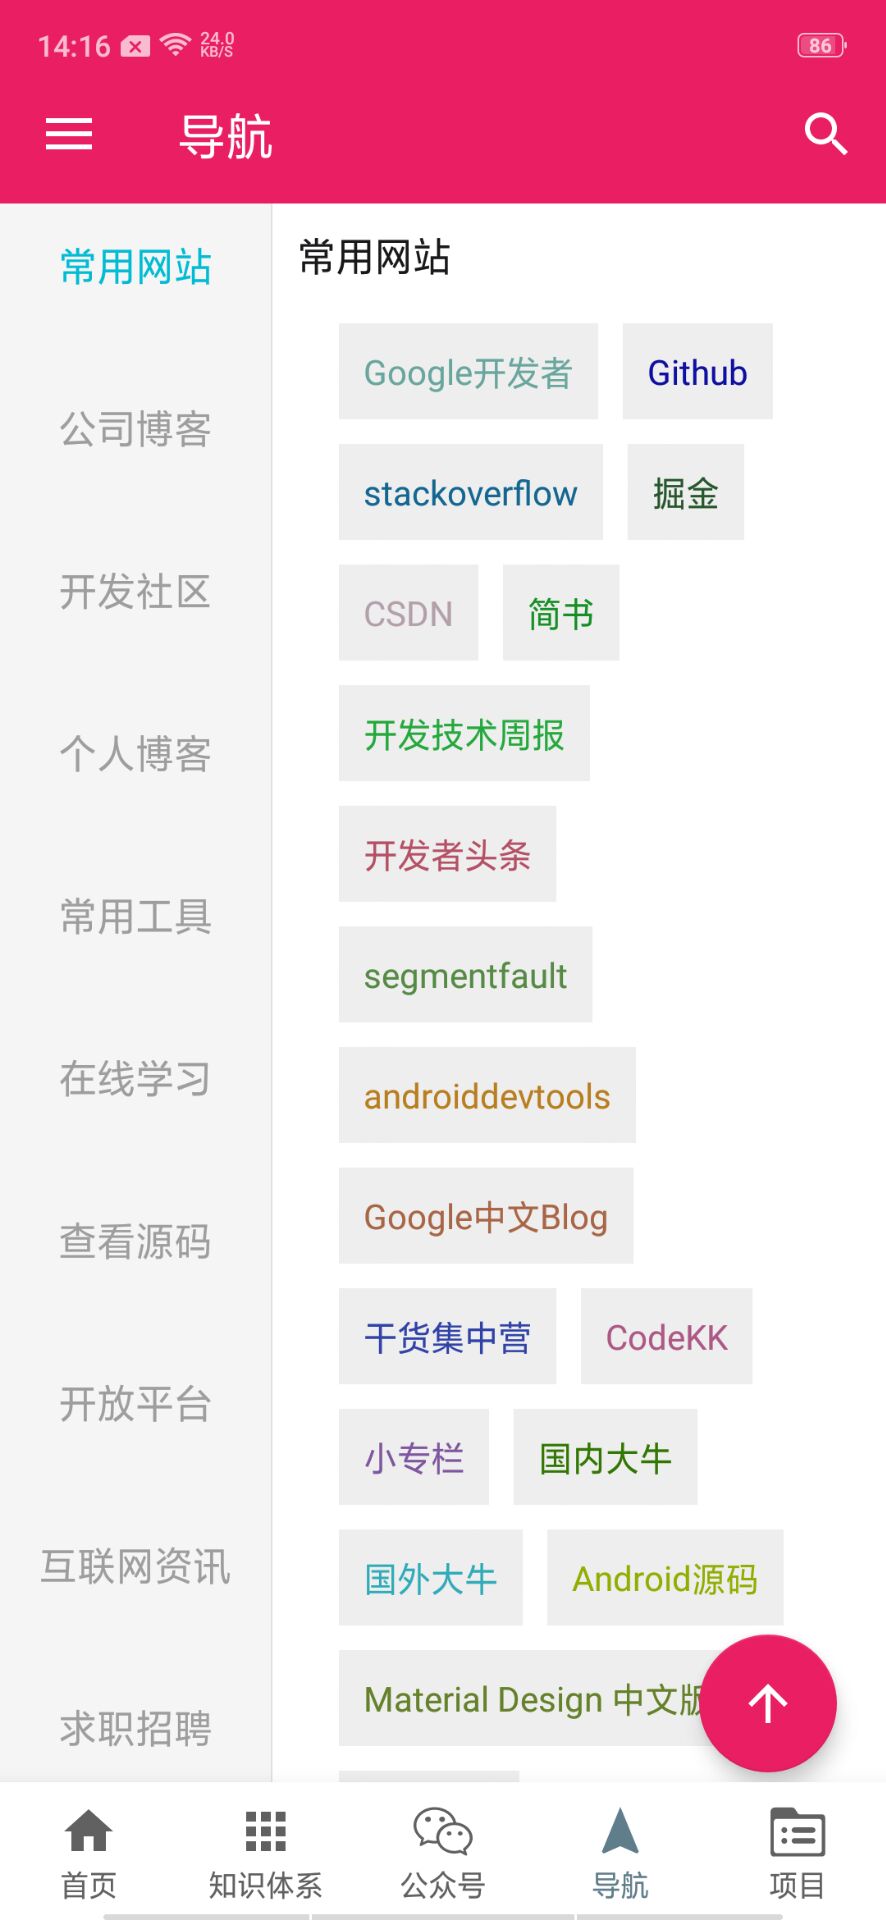 14:16 24.0 KB/S 86
导航
常用网站
公司博客
开发社区
个人博客
常用工具
在线学习
查看源码
开放平台
互联网资讯
求职招聘
常用网站
Google开发者 Github
stackoverflow 掘金
CSDN 简书
开发技术周报
开发者头条
segmentfault
androiddevtools
Google中文Blog
干货集中营 CodeKK
小专栏 国内大牛
国外大牛 Android源码
Material Design 中文版
首页 知识体系 公众号 导航 项目